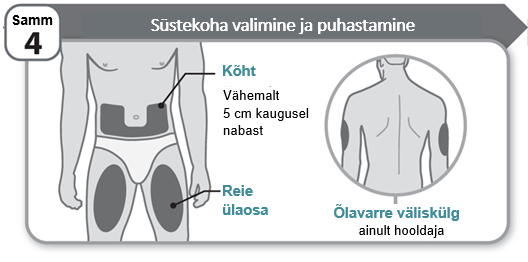 Samm
4
Süstekoha valimine ja puhastamine
Kõht
Vähemalt
5 cm kaugusel
nabast
Reie
ülaosa
Õlavarre väliskülg
ainult hooldaja